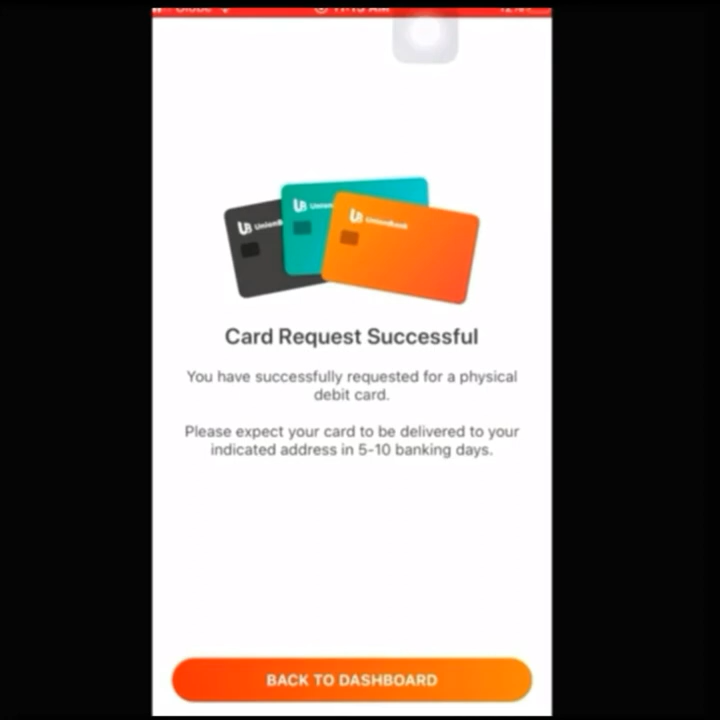 UnionBank
Card Request Successful
You have successfully requested for a physical
debit card.
Please expect your card to be delivered to your
indicated address in 5-10 banking days.
BACK TO DASHBOARD